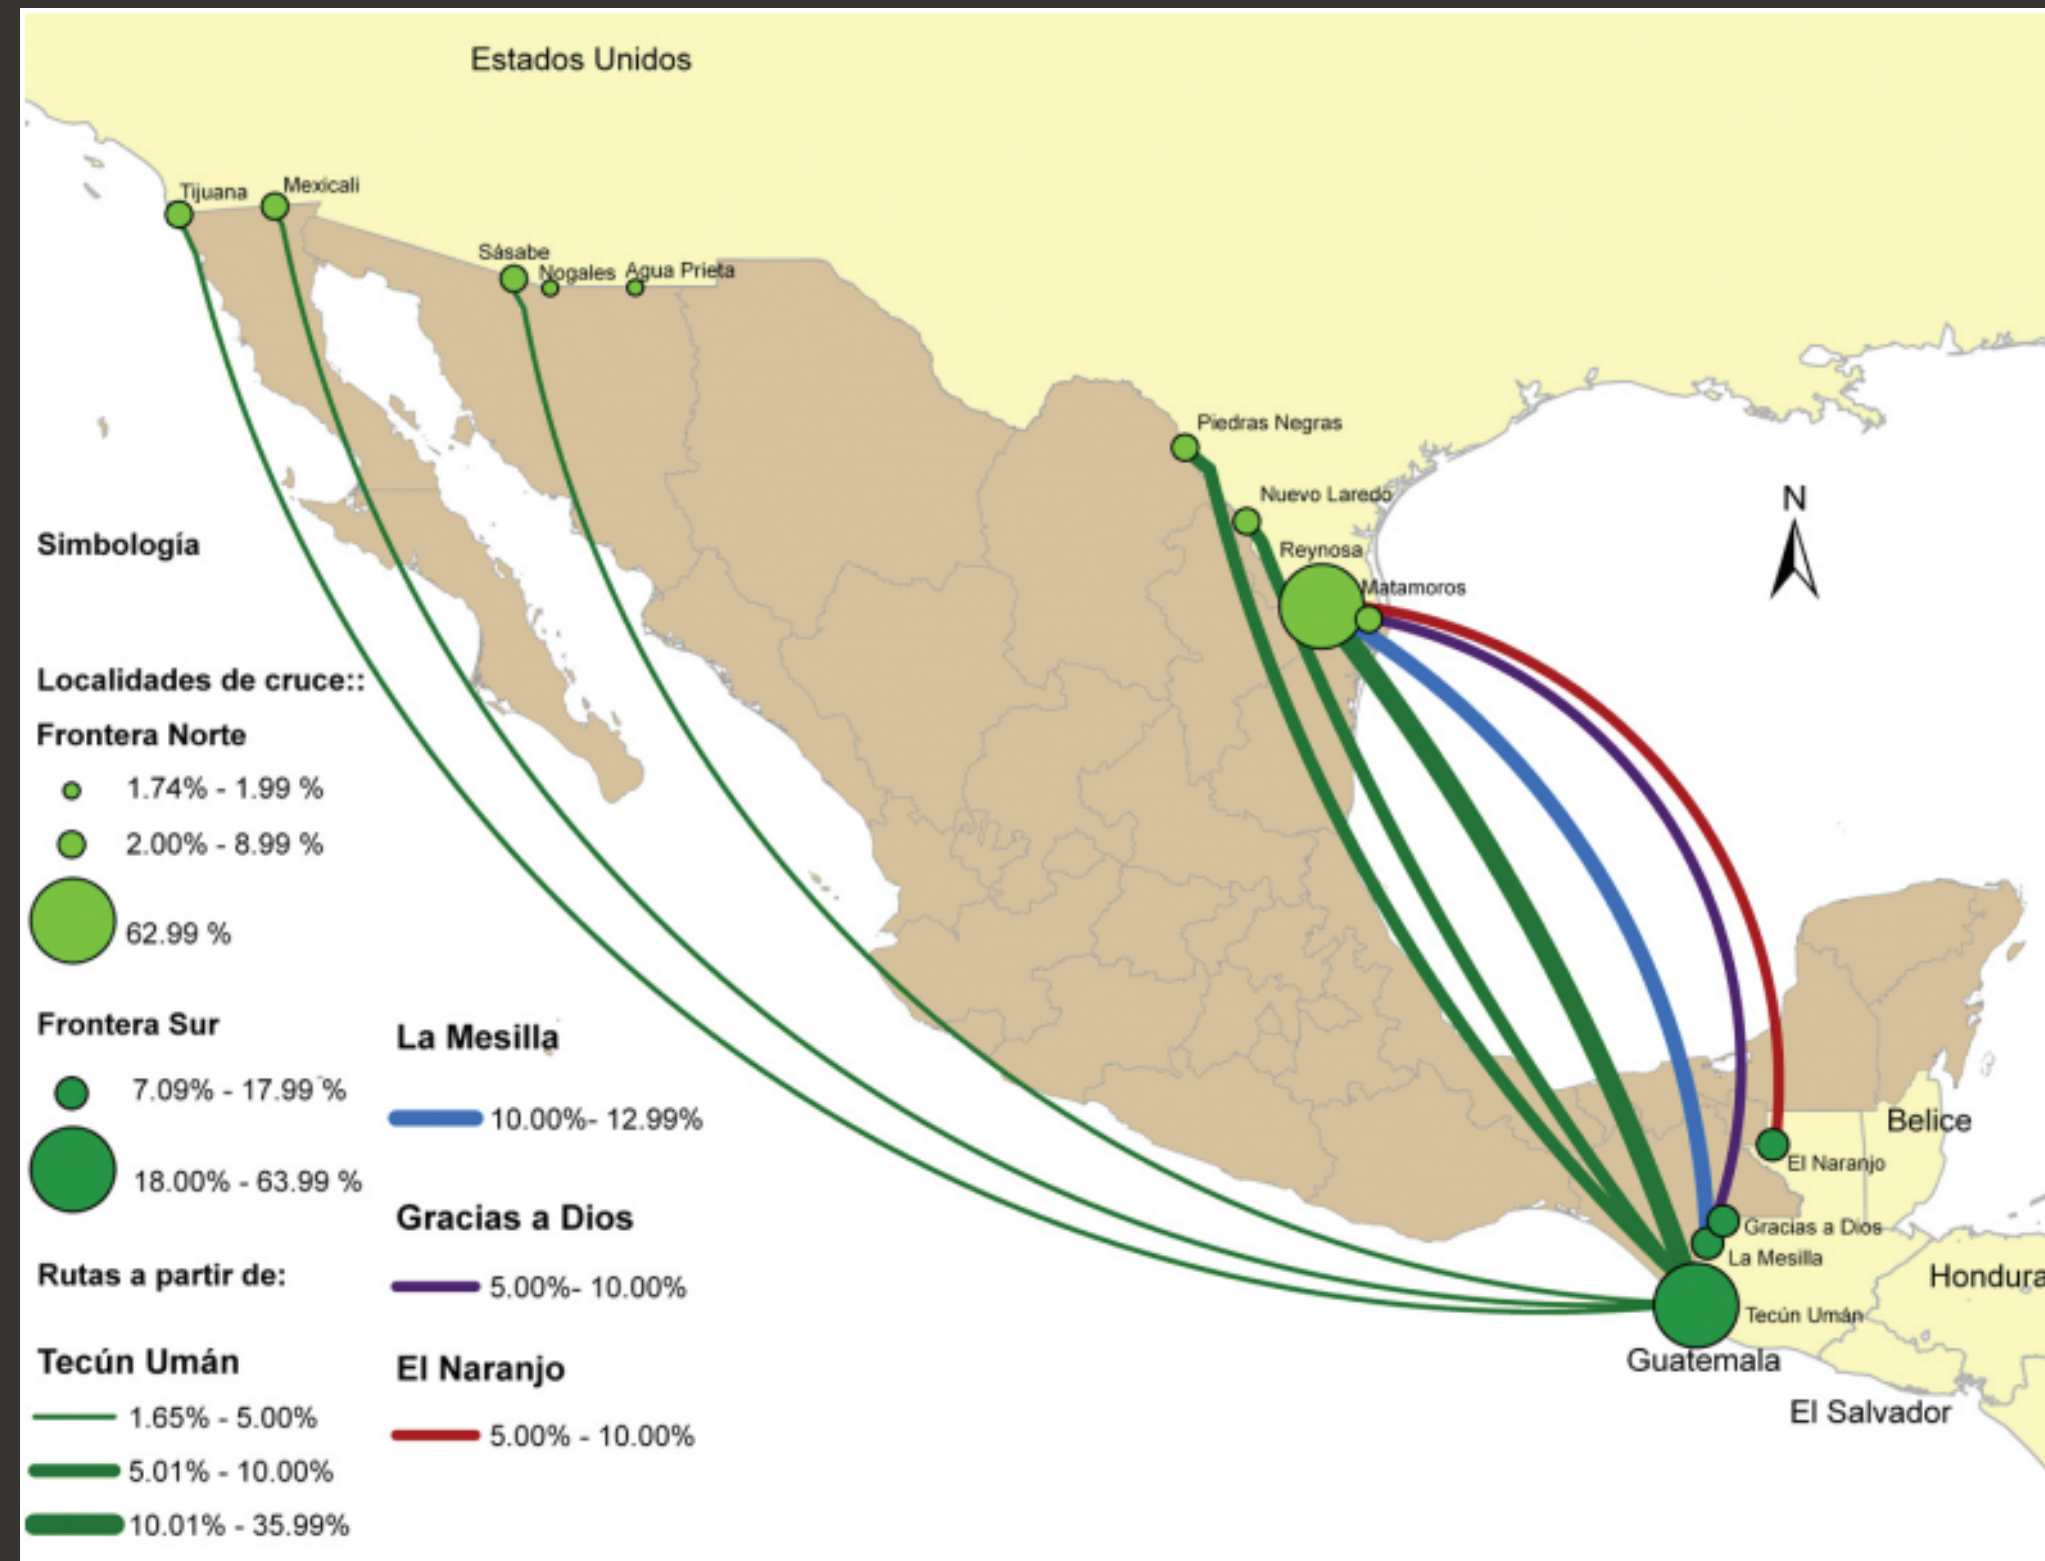 Estados Unidos
Tijuana
Mexicali
Sásabe
Nogales
Agua Prieta
Piedras Negras
Nuevo Laredo
Reynosa
Matamoros
N
Simbología
Localidades de cruce::
Frontera Norte
1.74% - 1.99 %
2.00% - 8.99 %
62.99 %
Frontera Sur
7.09% - 17.99 %
18.00% - 63.99 %
Rutas a partir de:
Tecún Umán
1.65% - 5.00%
5.01% - 10.00%
10.01% - 35.99%
La Mesilla
10.00%- 12.99%
Gracias a Dios
5.00%- 10.00%
El Naranjo
5.00% - 10.00%
Belice
El Naranjo
Gracias a Dios
La Mesilla
Hondura
Tecún Umán
Guatemala
El Salvador